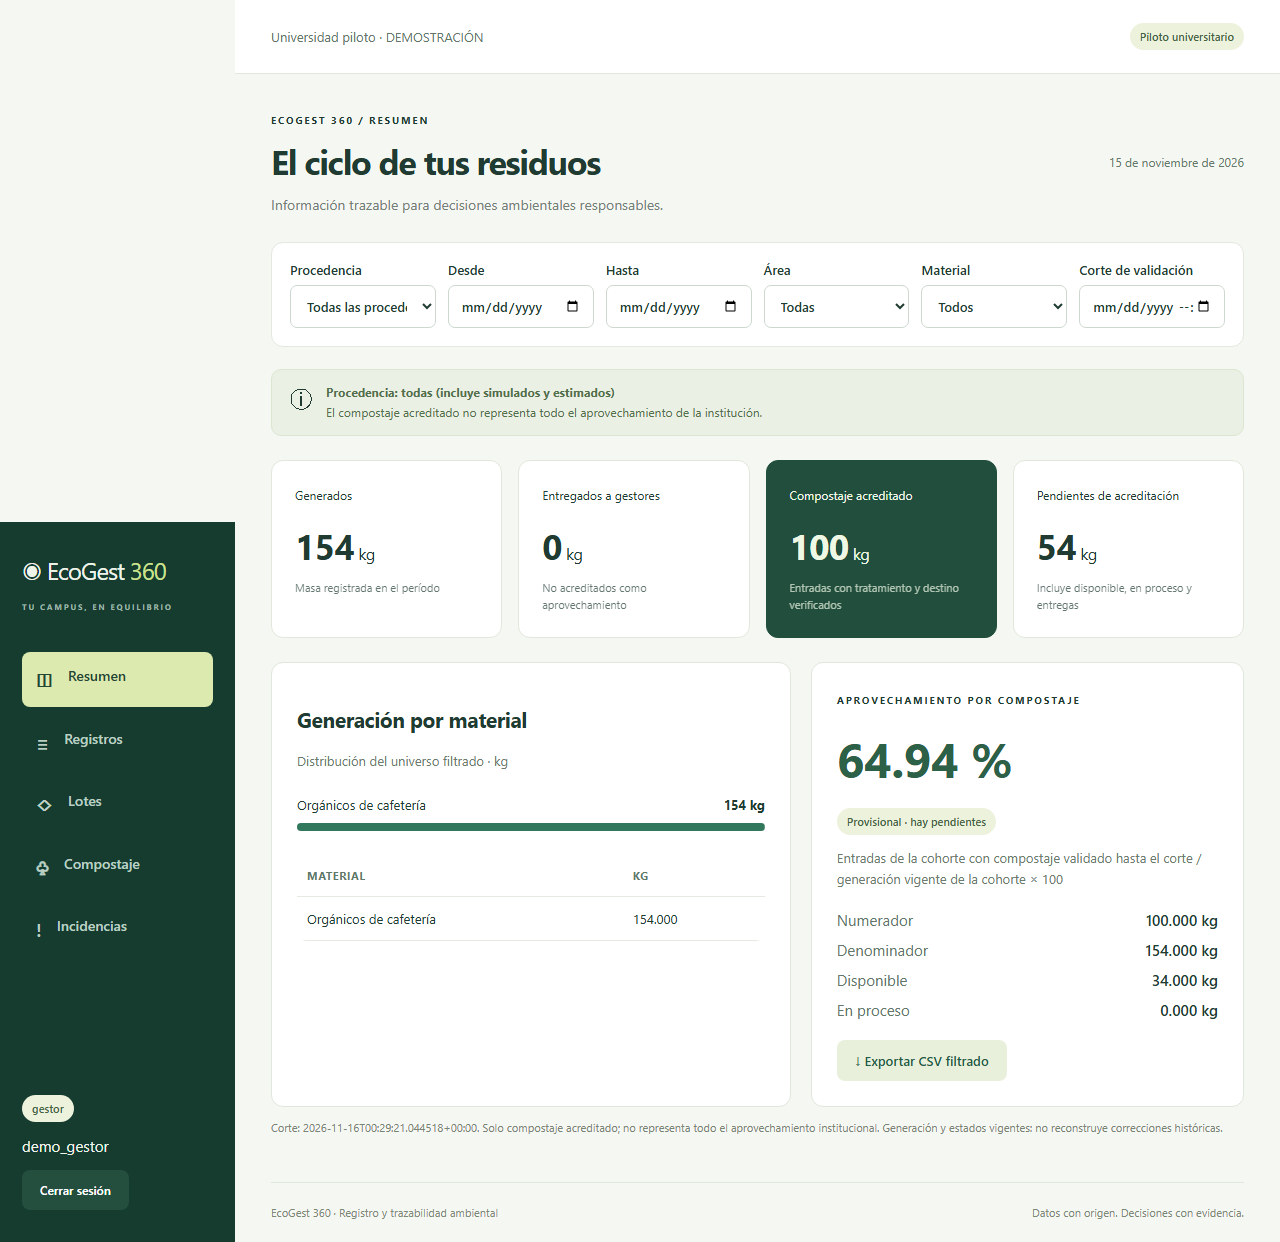 Universidad piloto · DEMOSTRACIÓN
Piloto universitario
ECOGEST 360 / RESUMEN
El ciclo de tus residuos
15 de noviembre de 2026
Información trazable para decisiones ambientales responsables.
Procedencia
Desde
Hasta
Área
Material
Corte de validación
Todas las proced
mm/dd/yyyy
mm/dd/yyyy
Todas
Todos
mm/dd/yyyy --:
Procedencia: todas (incluye simulados y estimados)
El compostaje acreditado no representa todo el aprovechamiento de la institución.
Generados
154 kg
Masa registrada en el período
Entregados a gestores
0 kg
No acreditados como
aprovechamiento
Compostaje acreditado
100 kg
Entradas con tratamiento y destino
verificados
Pendientes de acreditación
54 kg
Incluye disponible, en proceso y
entregas
EcoGest 360
TU CAMPUS, EN EQUILIBRIO
Resumen
Registros
Lotes
Compostaje
Incidencias
gestor
demo_gestor
Cerrar sesión
Generación por material
Distribución del universo filtrado · kg
Orgánicos de cafetería 154 kg
MATERIAL KG
Orgánicos de cafetería 154.000
APROVECHAMIENTO POR COMPOSTAJE
64.94 %
Provisional · hay pendientes
Entradas de la cohorte con compostaje validado hasta el corte /
generación vigente de la cohorte × 100
Numerador 100.000 kg
Denominador 154.000 kg
Disponible 34.000 kg
En proceso 0.000 kg
↓ Exportar CSV filtrado
Corte: 2026-11-16T00:29:21.044518+00:00. Solo compostaje acreditado; no representa todo el aprovechamiento institucional. Generación y estados vigentes: no reconstruye correcciones históricas.
EcoGest 360 · Registro y trazabilidad ambiental
Datos con origen. Decisiones con evidencia.